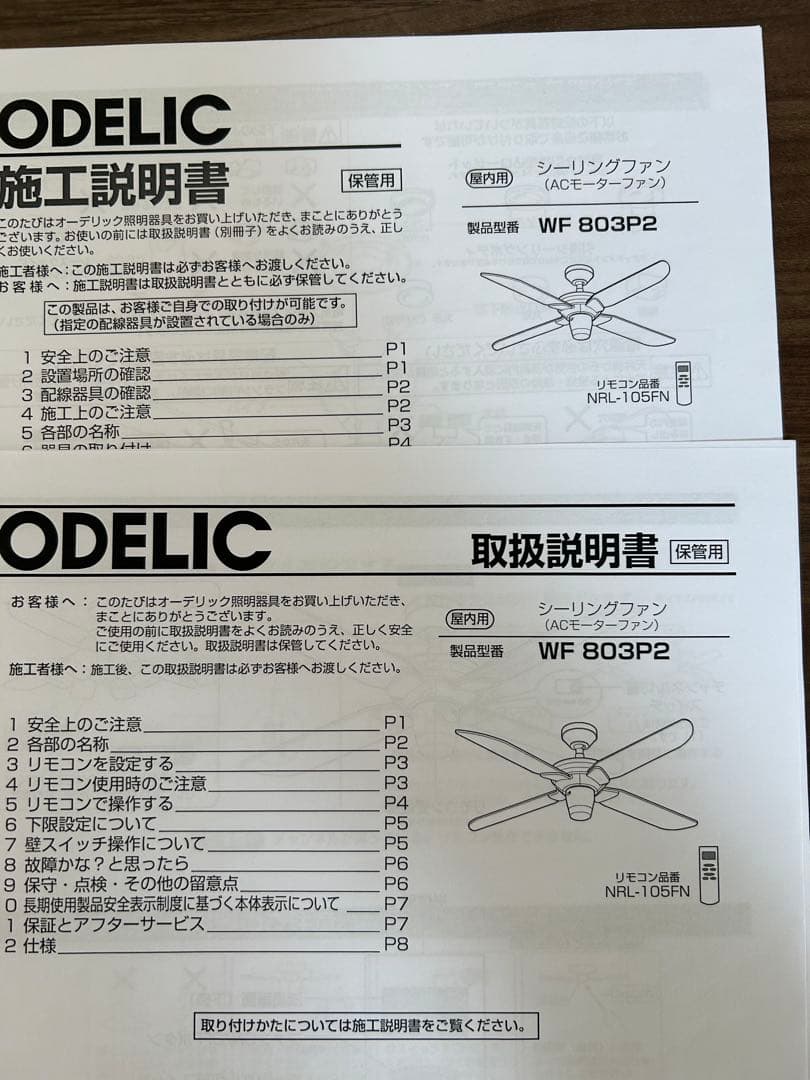 ODELIC
施工説明書 保管用
このたびはオーデリック照明器具をお買い上げいただき、まことにありがとう
ございます。お使いの前には取扱説明書（別冊子）をよくお読みのうえ、正し
くお使いください。
施工者様へ：この施工説明書は必ずお客様へお渡しください。
お客様へ：施工説明書は取扱説明書とともに必ず保管してください。
この製品は、お客様ご自身での取り付けが可能です。
（指定の配線器具が設置されている場合のみ）
1 安全上のご注意 P1
2 設置場所の確認 P1
3 配線器具の確認 P2
4 施工上のご注意 P2
5 各部の名称 P3
6 器具の取り付け P4
屋内用
シーリングファン
（ACモーターファン）
製品型番 WF 803P2
リモコン品番
NRL-105FN
ODELIC
取扱説明書 保管用
お客様へ：このたびはオーデリック照明器具をお買い上げいただき、
まことにありがとうございます。
ご使用の前に取扱説明書をよくお読みのうえ、正しく安全
にご使用ください。取扱説明書は保管してください。
施工者様へ：施工後、この取扱説明書は必ずお客様へお渡しください。
屋内用
シーリングファン
（ACモーターファン）
製品型番 WF 803P2
1 安全上のご注意 P1
2 各部の名称 P2
3 リモコンを設定する P3
4 リモコン使用時のご注意 P3
5 リモコンで操作する P4
6 下限設定について P5
7 壁スイッチ操作について P5
8 故障かな？と思ったら P6
9 保守・点検・その他の留意点 P6
0 長期使用製品安全表示制度に基づく本体表示について P7
1 保証とアフターサービス P7
2 仕様 P8
リモコン品番
NRL-105FN
取り付けかたについては施工説明書をご覧ください。